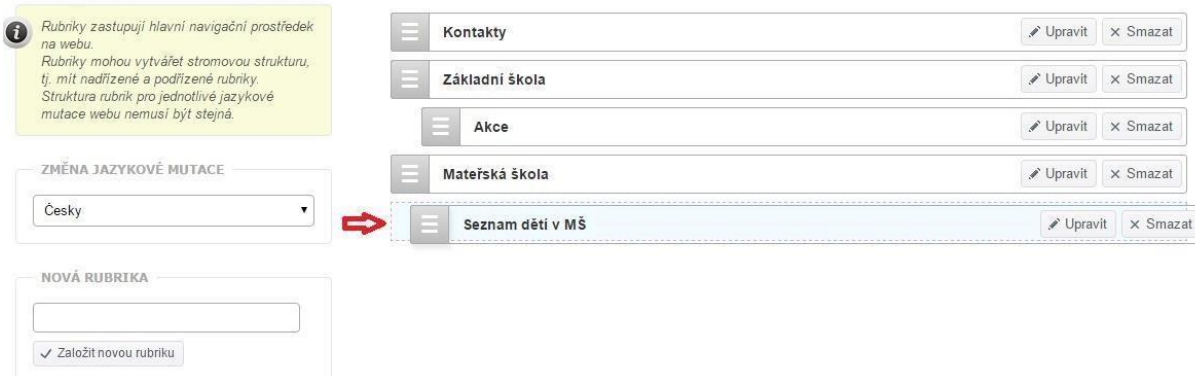 Rubriky zastupují hlavní navigační prostředek
na webu.
Rubriky mohou vytvářet stromovou strukturu,
tj. mít nadřízené a podřízené rubriky.
Struktura rubrik pro jednotlivé jazykové
mutace webu nemusí být stejná.
ZMĚNA JAZYKOVÉ MUTACE
Česky
NOVÁ RUBRIKA
Založit novou rubriku
Kontakty Upravit Smazat
Základní škola Upravit Smazat
Akce Upravit Smazat
Mateřská škola Upravit Smazat
Seznam dětí v MŠ Upravit Smazat